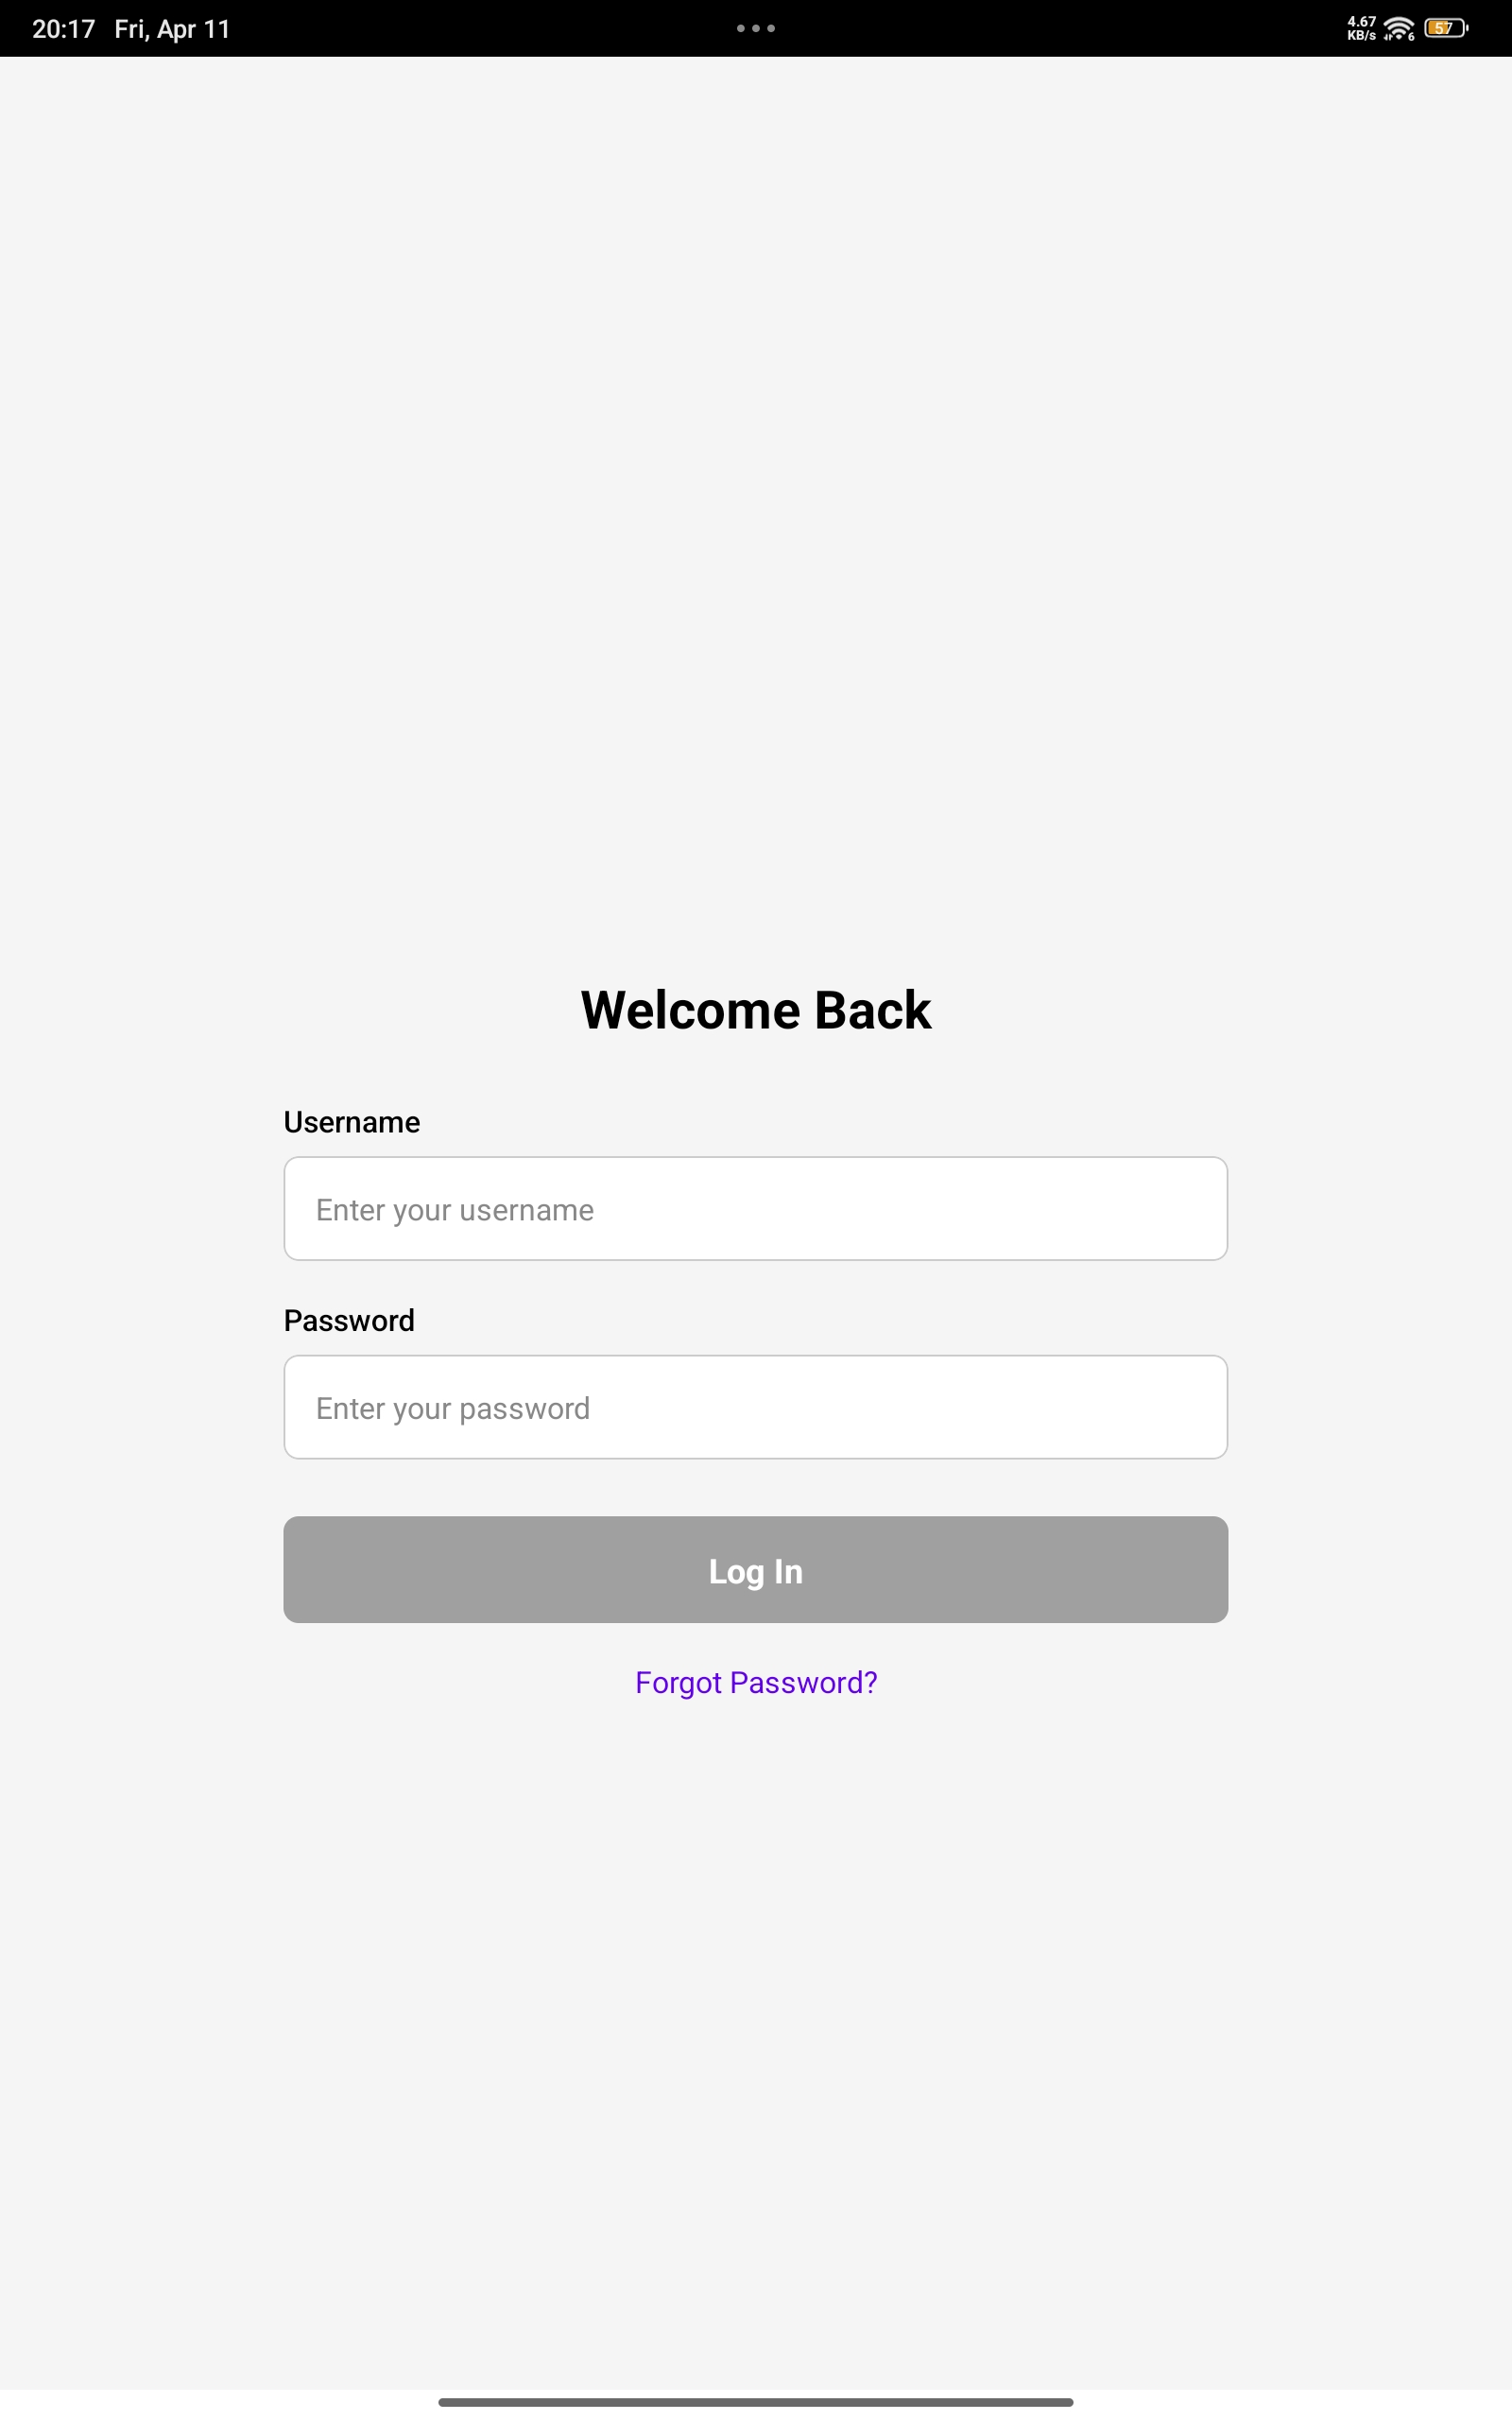 20:17 Fri, Apr 11
4.67
KB/s
6
57
Welcome Back
Username
Enter your username
Password
Enter your password
Log In
Forgot Password?